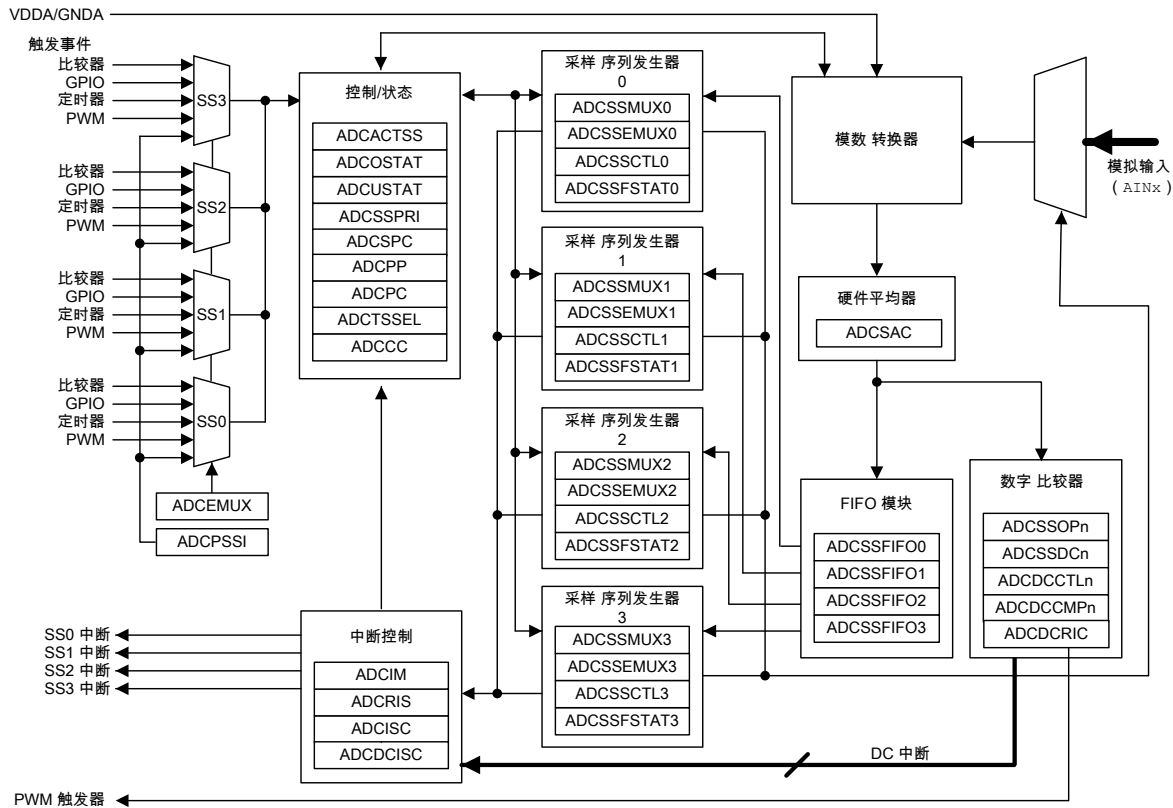 VDDA/GNDA
触发事件
比较器
GPIO
定时器
PWM
SS3
比较器
GPIO
定时器
PWM
SS2
比较器
GPIO
定时器
PWM
SS1
比较器
GPIO
定时器
PWM
SS0
ADCEMUX
ADCPSSI
控制/状态
ADCACTSS
ADCOSTAT
ADCUSTAT
ADCSSPRI
ADCSPC
ADCPP
ADCPC
ADCTSSEL
ADCCC
中断控制
ADCIM
ADCRIS
ADCISC
ADCDCISC
SS0 中断
SS1 中断
SS2 中断
SS3 中断
PWM 触发器
采样 序列发生器
0
ADCSSMUX0
ADCSSEMUX0
ADCSSCTL0
ADCSSFSTAT0
采样 序列发生器
1
ADCSSMUX1
ADCSSEMUX1
ADCSSCTL1
ADCSSFSTAT1
采样 序列发生器
2
ADCSSMUX2
ADCSSEMUX2
ADCSSCTL2
ADCSSFSTAT2
采样 序列发生器
3
ADCSSMUX3
ADCSSEMUX3
ADCSSCTL3
ADCSSFSTAT3
模数 转换器
模拟输入
（AINx）
硬件平均器
ADCSAC
FIFO 模块
ADCSSFIFO0
ADCSSFIFO1
ADCSSFIFO2
ADCSSFIFO3
数字 比较器
ADCSSOPn
ADCSSDCn
ADCDCCTLn
ADCDCCMPn
ADCDCRIC
DC 中断